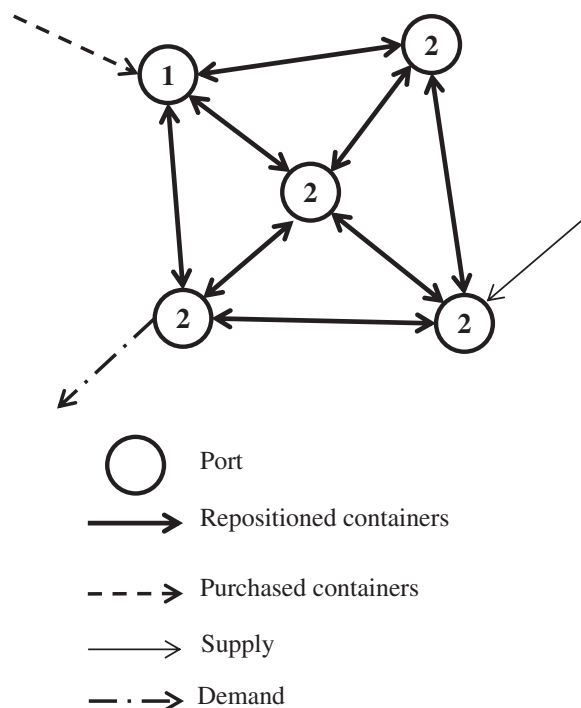 2
1
2
2
2
Port
Repositioned containers
Purchased containers
Supply
Demand